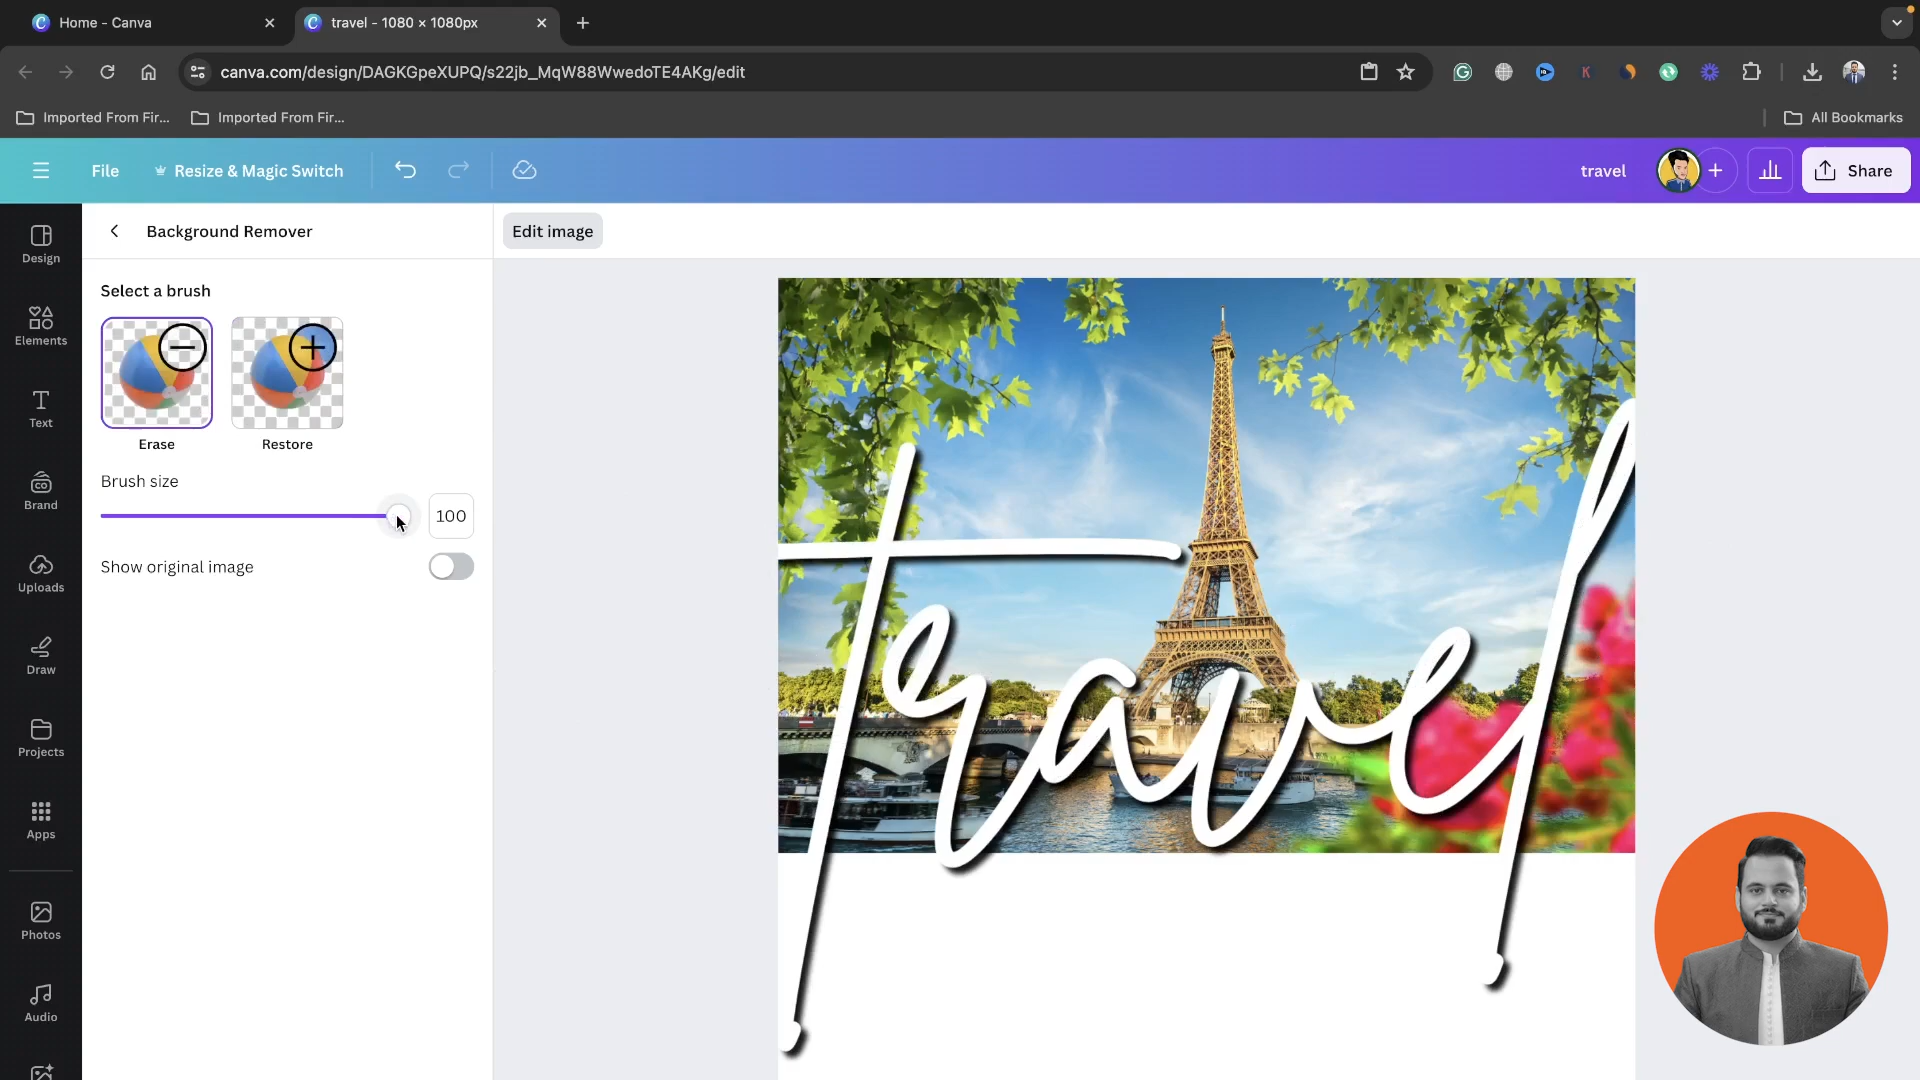 Home - Canva
travel - 1080 × 1080px
canva.com/design/DAGKGpeXUPQ/s22jb_MqW88WwedoTE4AKg/edit
Imported From Fir...
Imported From Fir...
All Bookmarks
File
Resize & Magic Switch
travel
Share
Background Remover
Edit image
Design
Elements
Text
Brand
Uploads
Draw
Projects
Apps
Photos
Audio
Select a brush
Erase
Restore
Brush size
100
Show original image
travel